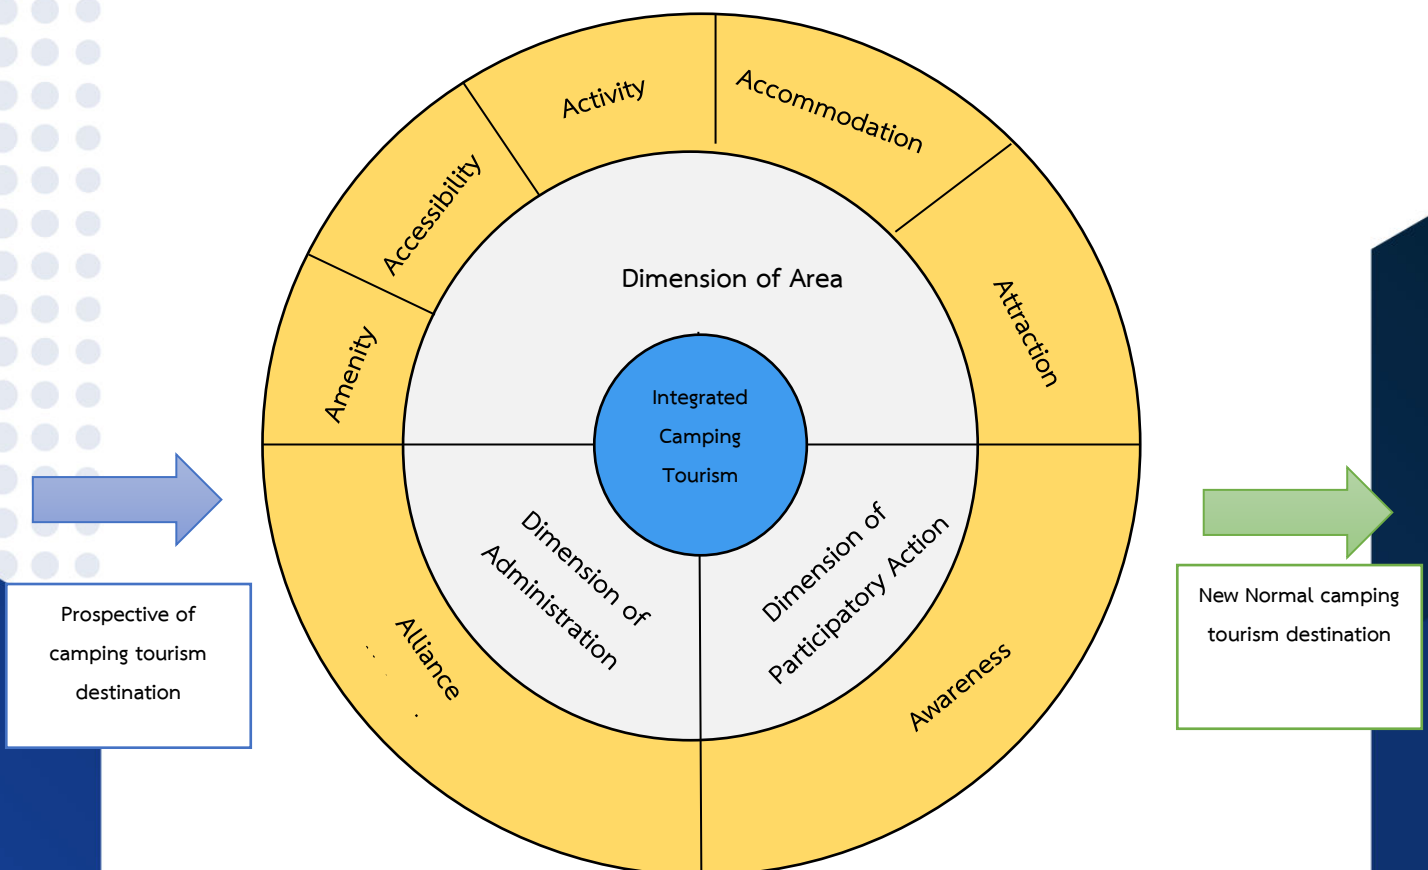 Activity
Accommodation
Accessibility
Attraction
Amenity
Dimension of Area
Integrated
Camping
Tourism
Dimension of
Administration
Dimension of
Participatory Action
Alliance
Awareness
Prospective of
camping tourism
destination
New Normal camping
tourism destination